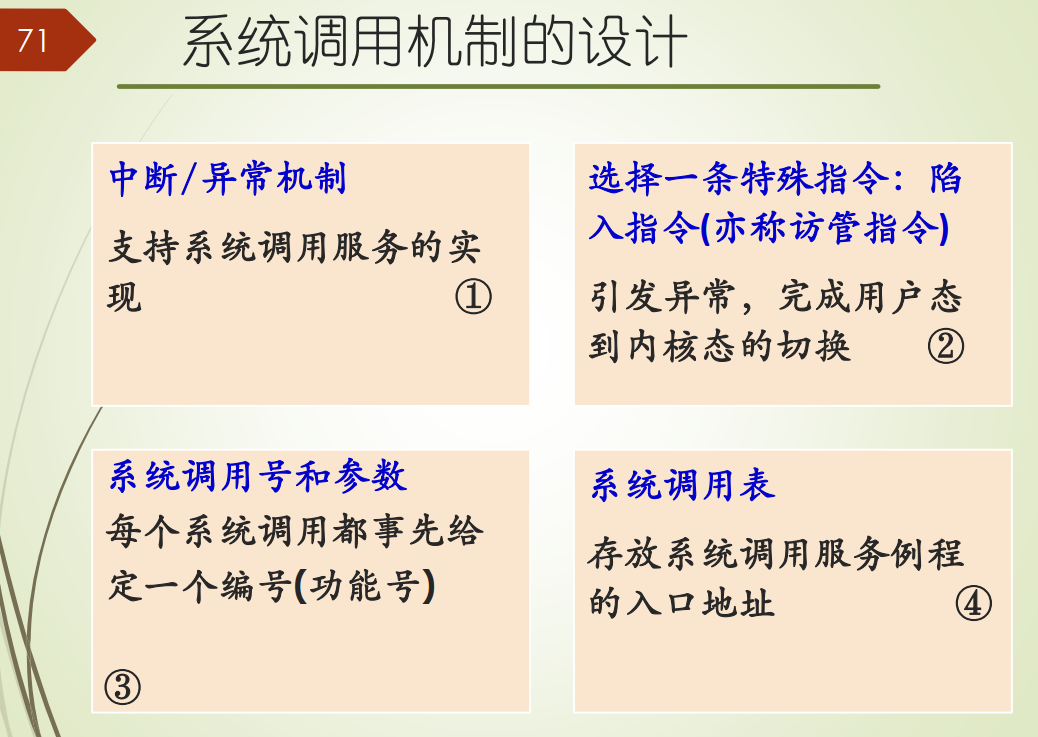 71
系统调用机制的设计
中断/异常机制
支持系统调用服务的实
现 ①
选择一条特殊指令：陷
入指令(亦称访管指令)
引发异常，完成用户态
到内核态的切换 ②
系统调用号和参数
每个系统调用都事先给
定一个编号(功能号)
③
系统调用表
存放系统调用服务例程
的入口地址 ④